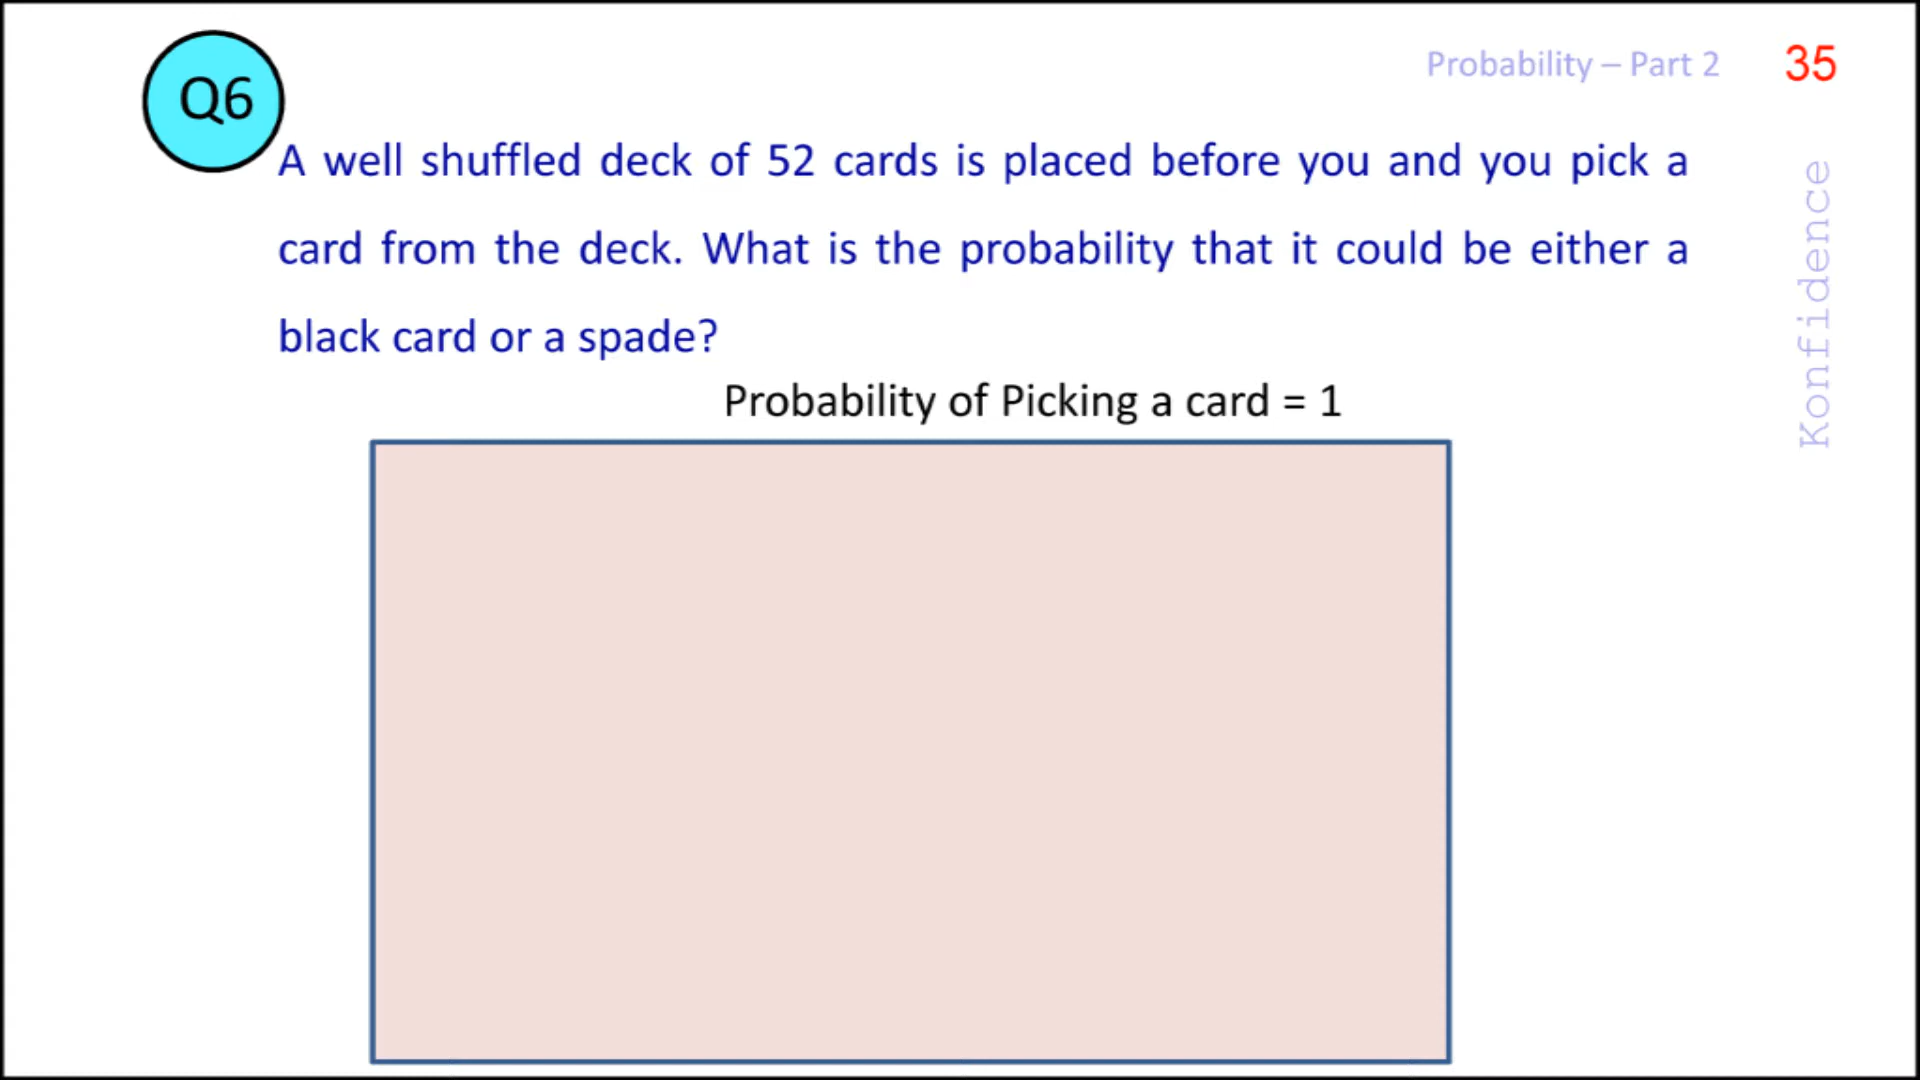 Q6
Probability – Part 2
35
A well shuffled deck of 52 cards is placed before you and you pick a
card from the deck. What is the probability that it could be either a
black card or a spade?
Probability of Picking a card = 1
Konfidence